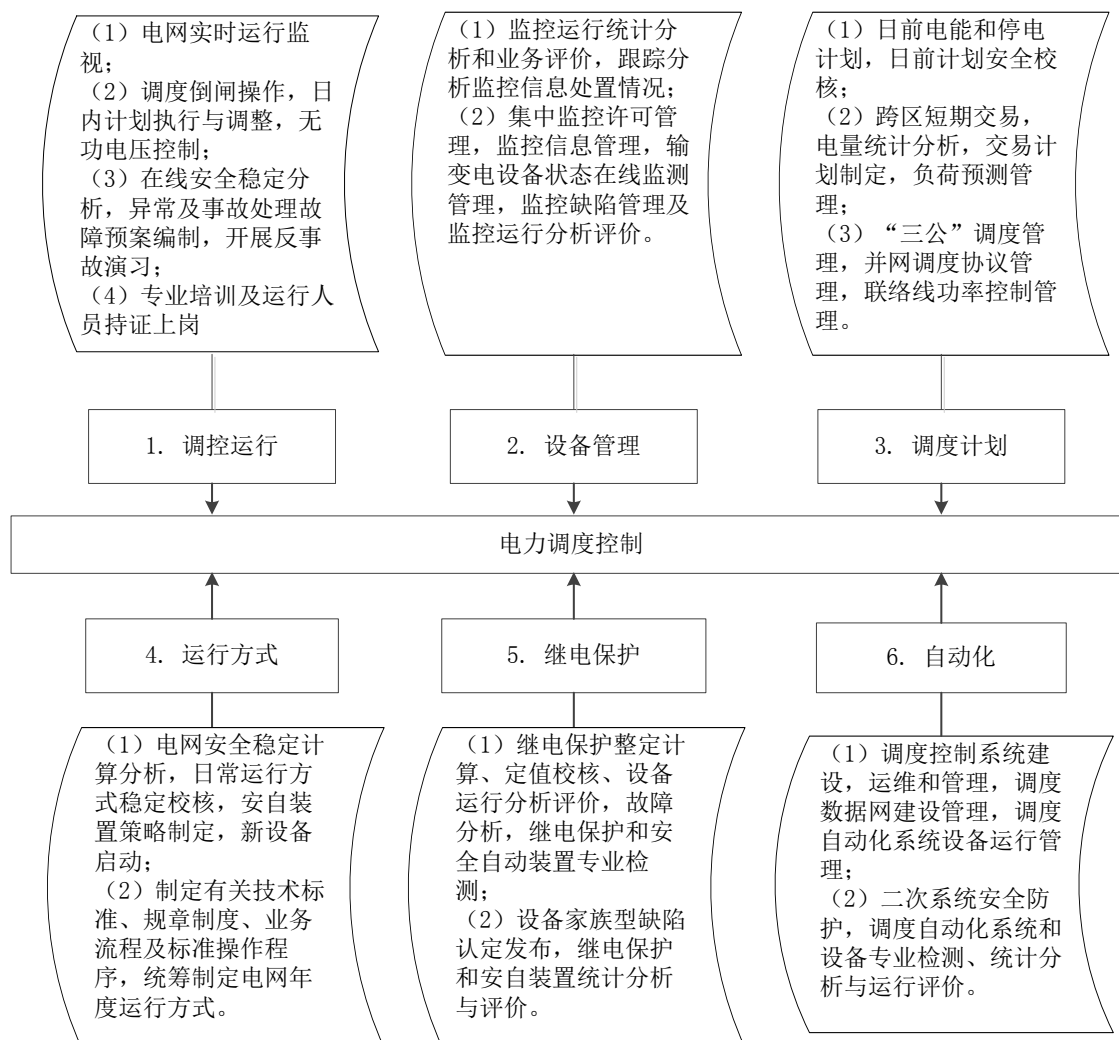 （1）电网实时运行监
视；
（2）调度倒闸操作，日
内计划执行与调整，无
功电压控制；
（3）在线安全稳定分
析，异常及事故处理故
障预案编制，开展反事
故演习；
（4）专业培训及运行人
员持证上岗
（1）监控运行统计分
析和业务评价，跟踪分
析监控信息处置情况；
（2）集中监控许可管
理，监控信息管理，输
变电设备状态在线监测
管理，监控缺陷管理及
监控运行分析评价。
（1）日前电能和停电
计划，日前计划安全校
核；
（2）跨区短期交易，
电量统计分析，交易计
划制定，负荷预测管
理；
（3）“三公”调度管
理，并网调度协议管
理，联络线功率控制管
理。
1. 调控运行
2. 设备管理
3. 调度计划
电力调度控制
4. 运行方式
5. 继电保护
6. 自动化
（1）电网安全稳定计
算分析，日常运行方
式稳定校核，安自装
置策略制定，新设备
启动；
（2）制定有关技术标
准、规章制度、业务
流程及标准操作程
序，统筹制定电网年
度运行方式。
（1）继电保护整定计
算、定值校核、设备
运行分析评价，故障
分析，继电保护和安
全自动装置专业检
测；
（2）设备家族型缺陷
认定发布，继电保护
和安自装置统计分析
与评价。
（1）调度控制系统建
设，运维和管理，调度
数据网建设管理，调度
自动化系统设备运行管
理；
（2）二次系统安全防
护，调度自动化系统和
设备专业检测、统计分
析与运行评价。